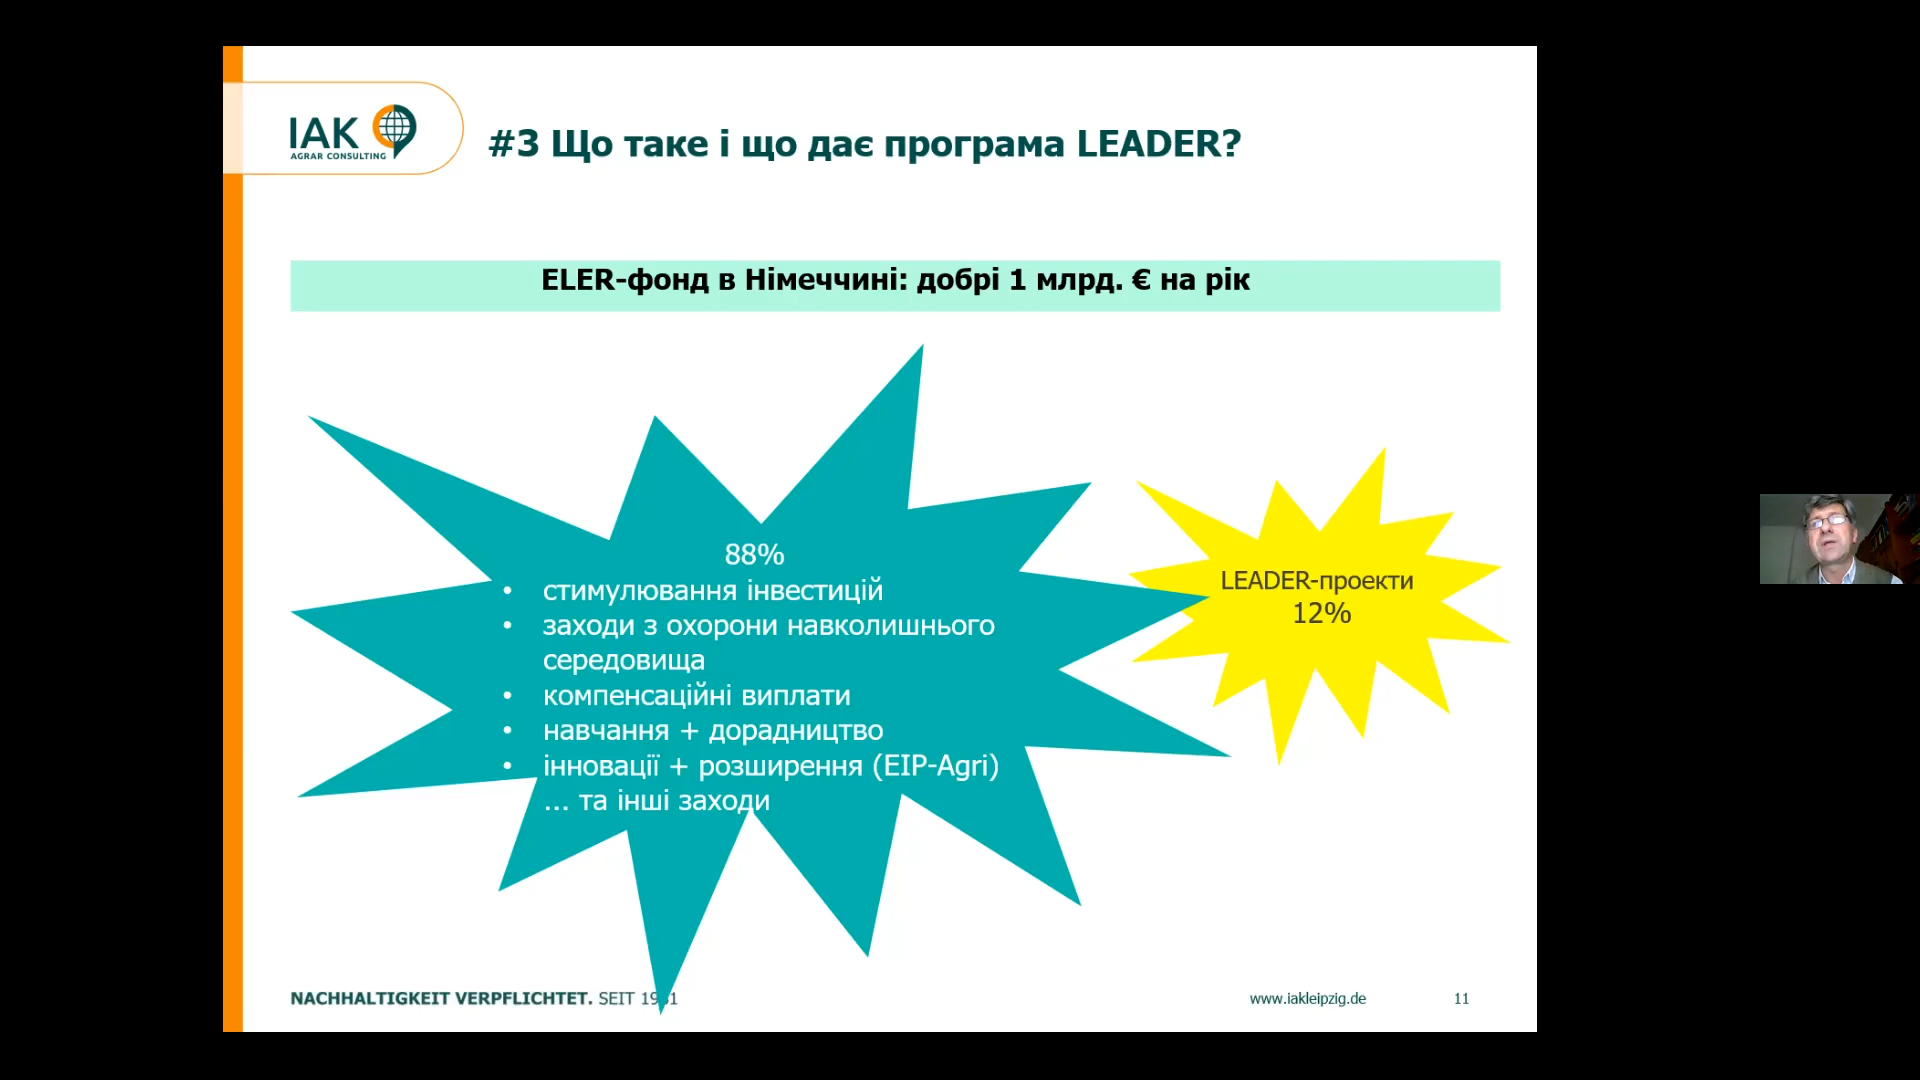 IAK
AGRAR CONSULTING
#3 Що таке і що дає програма LEADER?
ELER-фонд в Німеччині: добрі 1 млрд. € на рік
88%
• стимулювання інвестицій
• заходи з охорони навколишнього
середовища
• компенсаційні виплати
• навчання + дорадництво
• інновації + розширення (EIP-Agri)
... та інші заходи
LEADER-проекти
12%
NACHHALTIGKEIT VERPFLICHTET. SEIT
www.iakleipzig.de
11